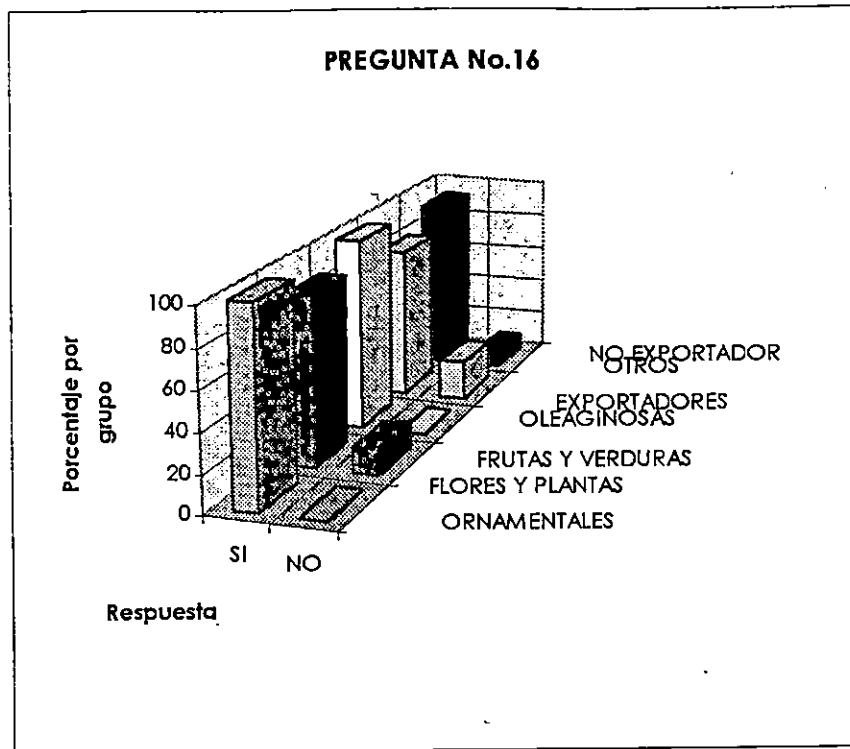 PREGUNTA No.16
Porcentaje por
grupo
100
80
60
40
20
0
SI
NO
Respuesta
NO EXPORTADOR
OTROS
EXPORTADORES
OLEAGINOSAS
FRUTAS Y VERDURAS
FLORES Y PLANTAS
ORNAMENTALES